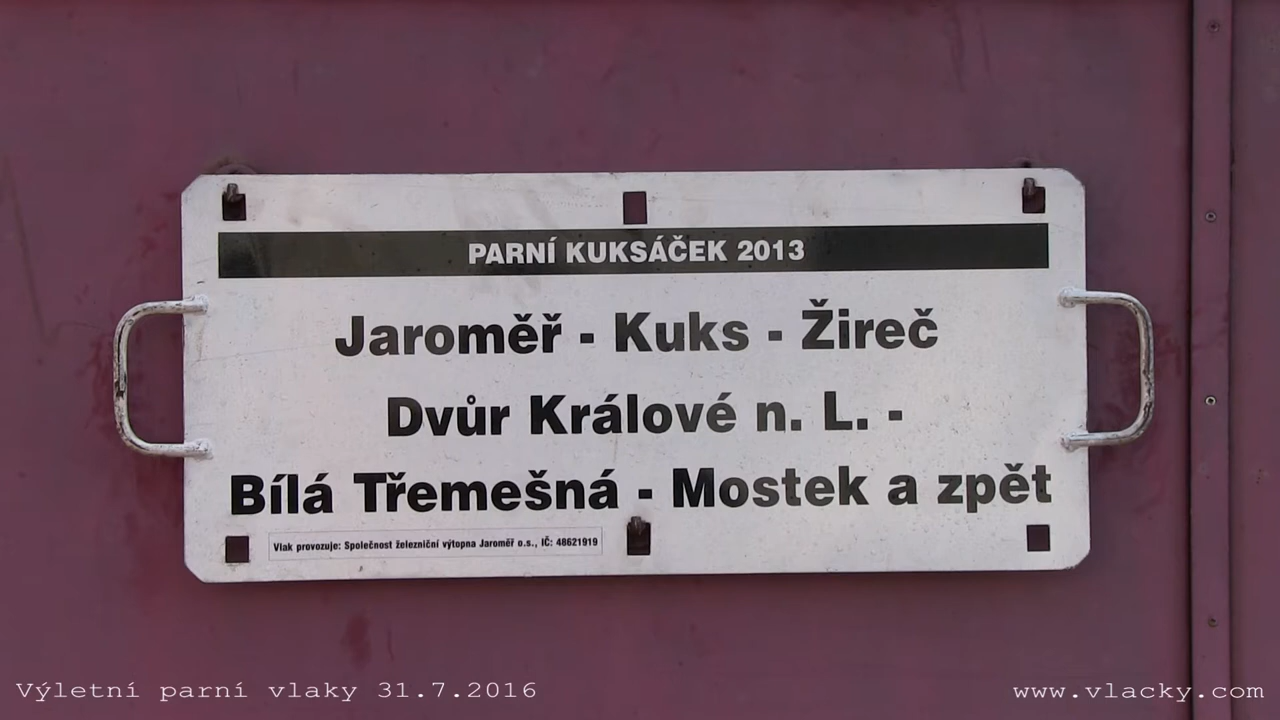 PARNÍ KUKSÁČEK 2013
Jaroměř - Kuks - Žireč
Dvůr Králové n. L. -
Bílá Třemešná - Mostek a zpět
Vlak provozuje: Společnost železniční výtopna Jaroměř o.s., IČ: 48621919
Výletní parní vlaky 31.7.2016
www.vlacky.com